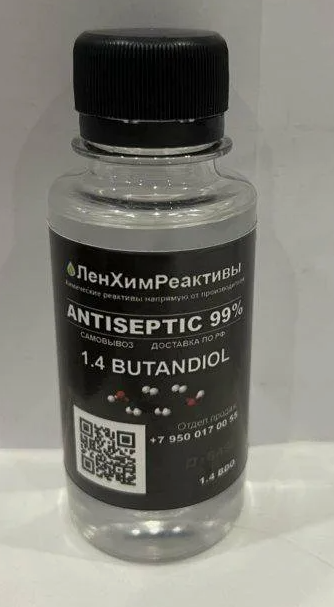 ЛенХимРеактивы
Химические реактивы напрямую от производителя
ANTISEPTIC 99%
САМОВЫВОЗ ДОСТАВКА ПО РФ
1.4 BUTANDIOL
Отдел продаж
+7 950 017 00 55
1.4 BDO